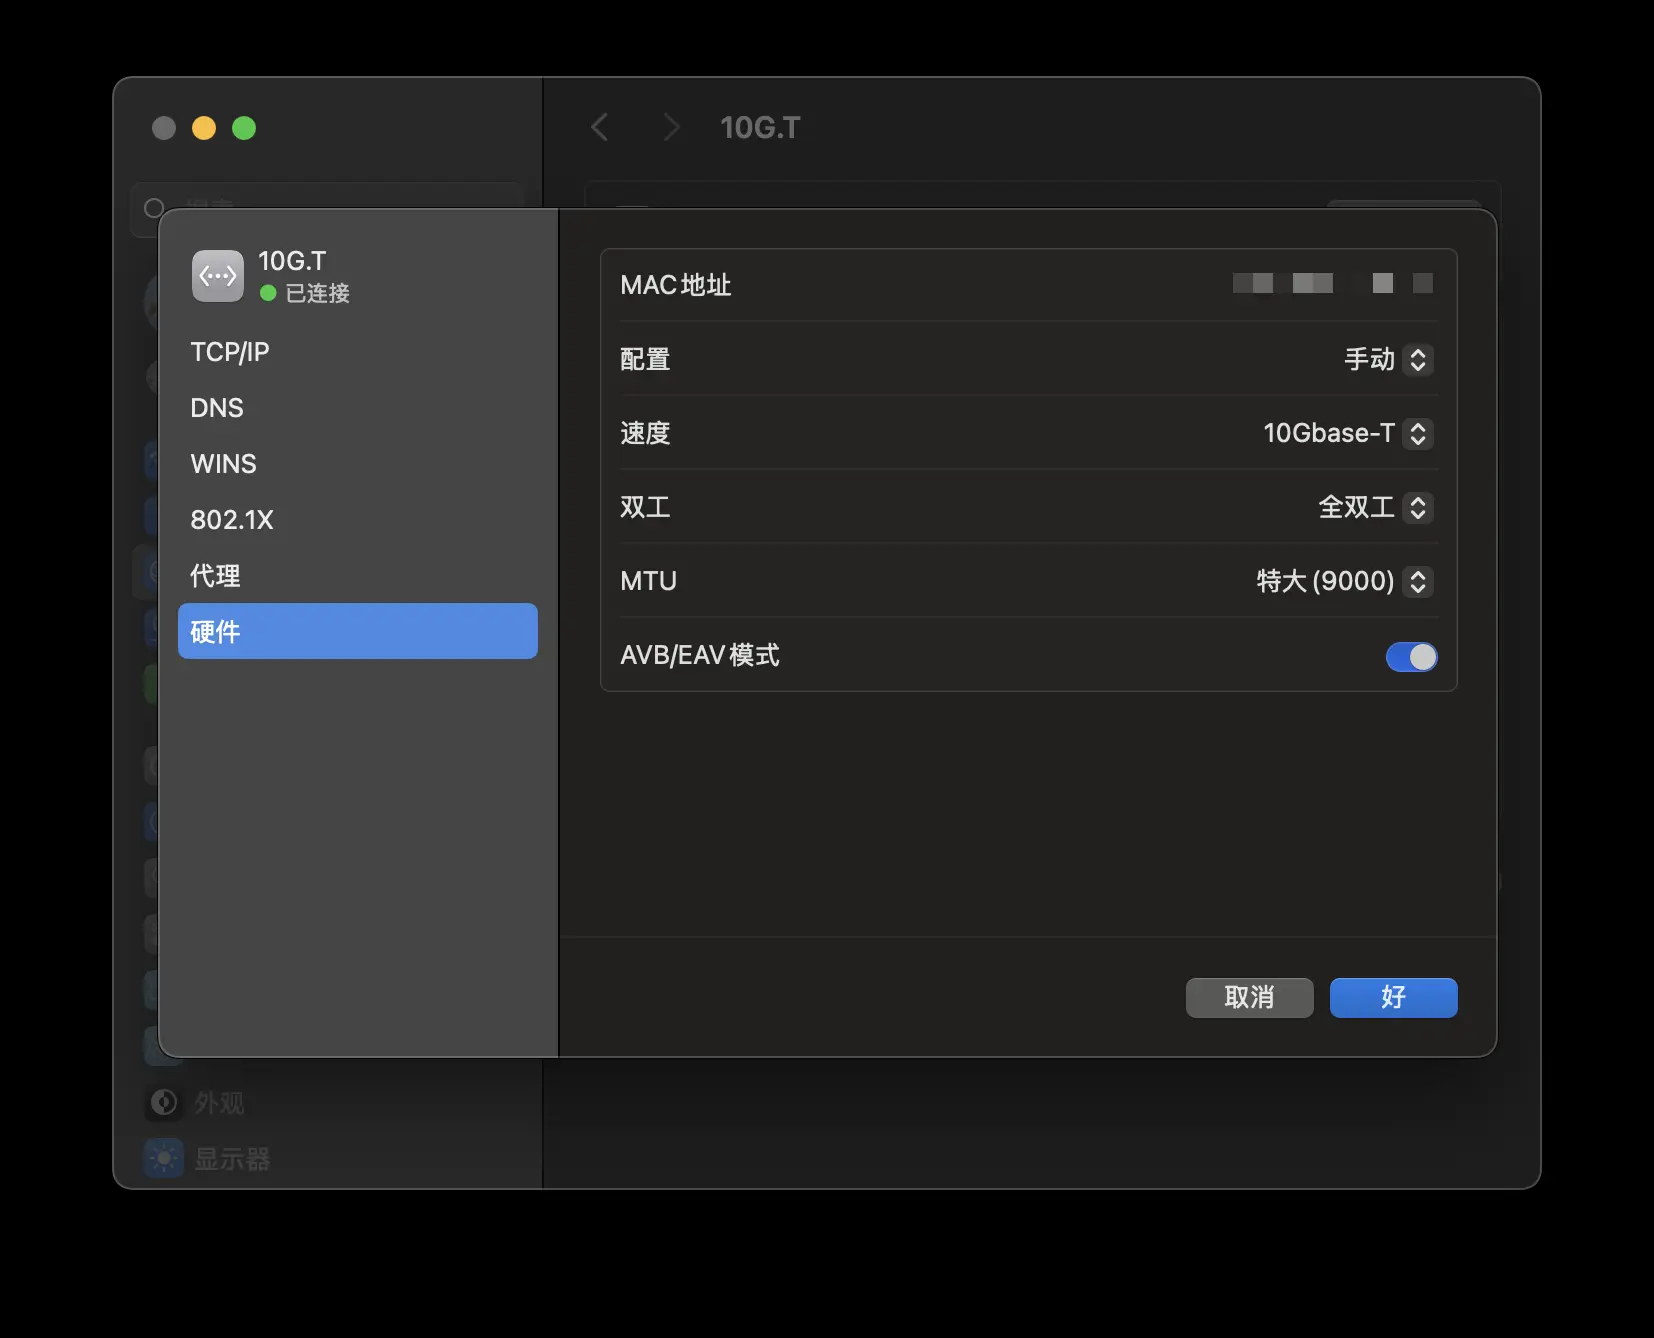 10G.T
10G.T
已连接
TCP/IP
DNS
WINS
802.1X
代理
硬件
MAC地址
配置 手动
速度 10Gbase-T
双工 全双工
MTU 特大 (9000)
AVB/EAV模式
取消 好
外观
显示器